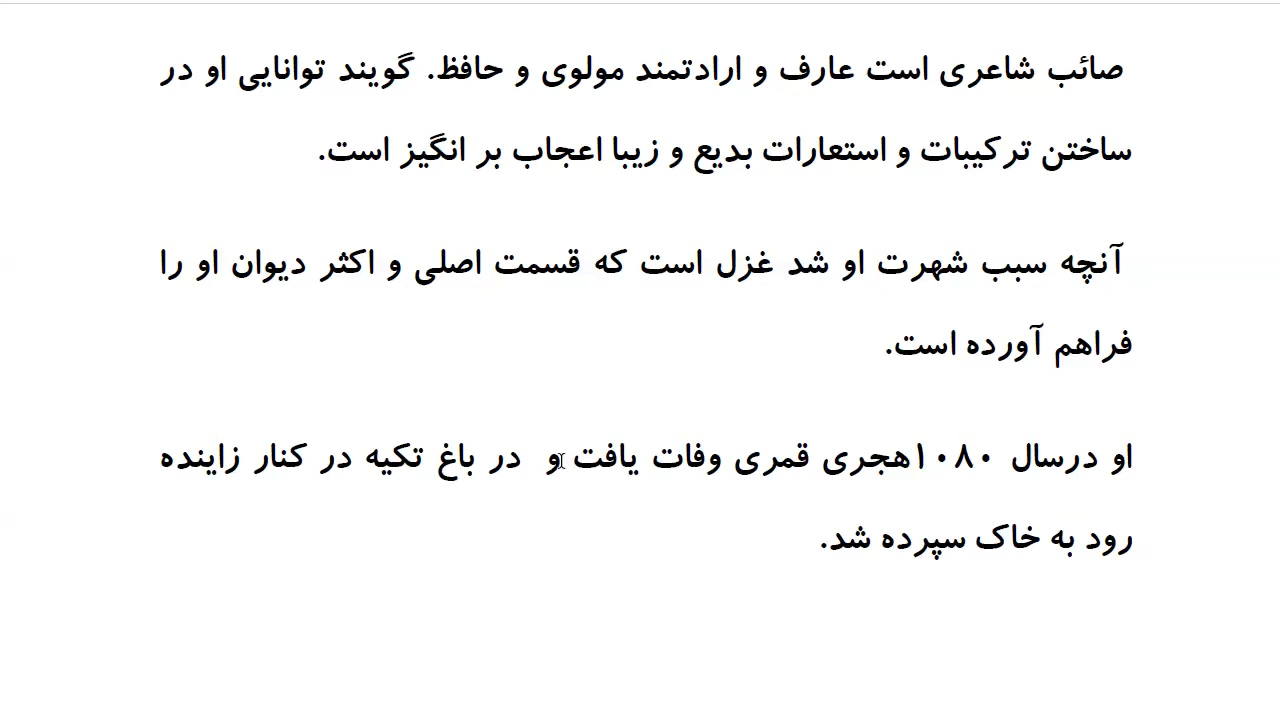 صائب شاعری است عارف و ارادتمند مولوی و حافظ. گویند توانایی او در
ساختن ترکیبات و استعارات بدیع و زیبا اعجاب بر انگیز است.
آنچه سبب شهرت او شد غزل است که قسمت اصلی و اکثر دیوان او را
فراهم آورده است.
او درسال ۱۰۸۰هجری قمری وفات یافت و در باغ تکیه در کنار زاینده
رود به خاک سپرده شد.